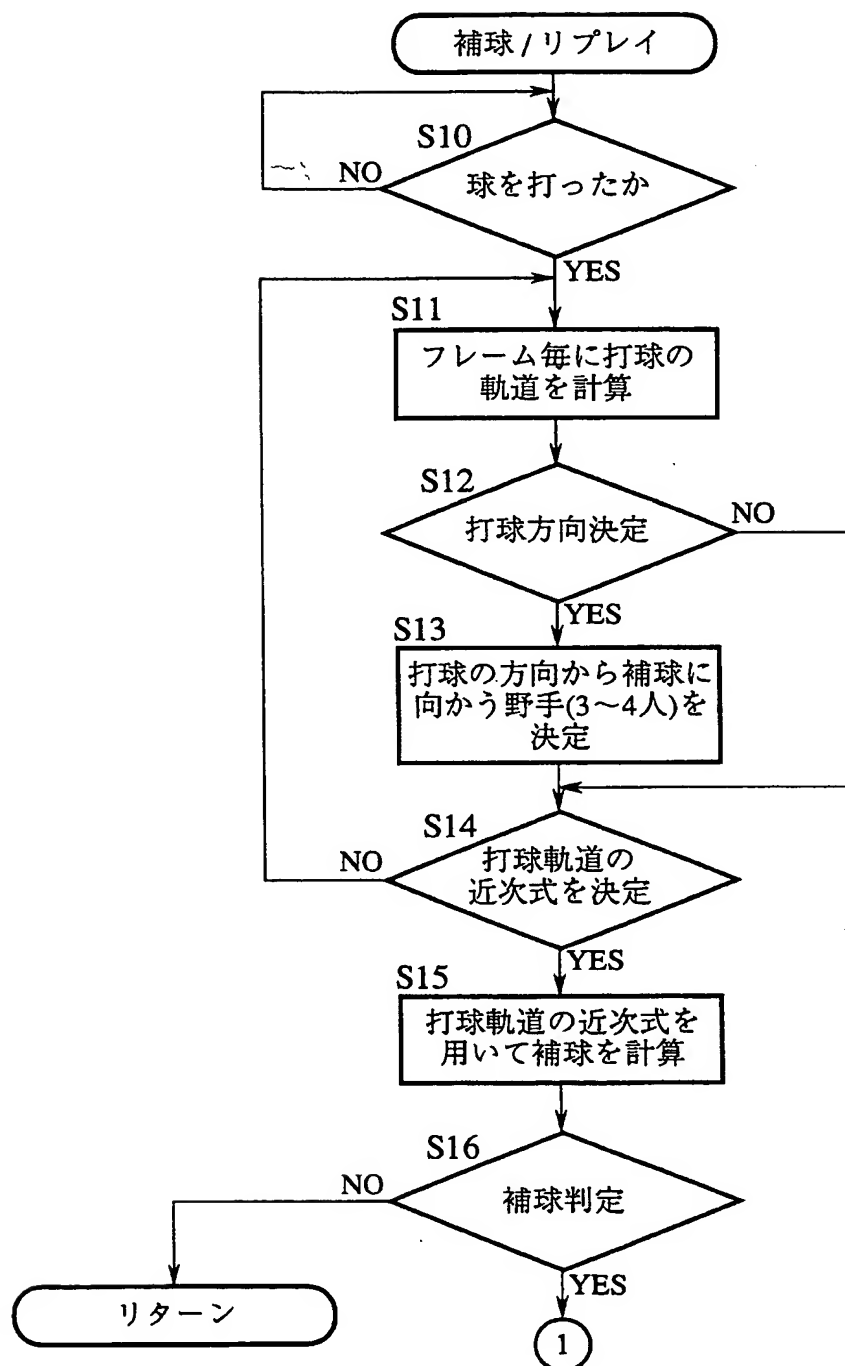 補球/リプレイ
S10
NO
球を打ったか
YES
S11
フレーム毎に打球の
軌道を計算
S12
NO
打球方向決定
YES
S13
打球の方向から補球に
向かう野手(3〜4人)を
決定
S14
NO
打球軌道の
近次式を決定
YES
S15
打球軌道の近次式を
用いて補球を計算
S16
NO
補球判定
YES
リターン
1